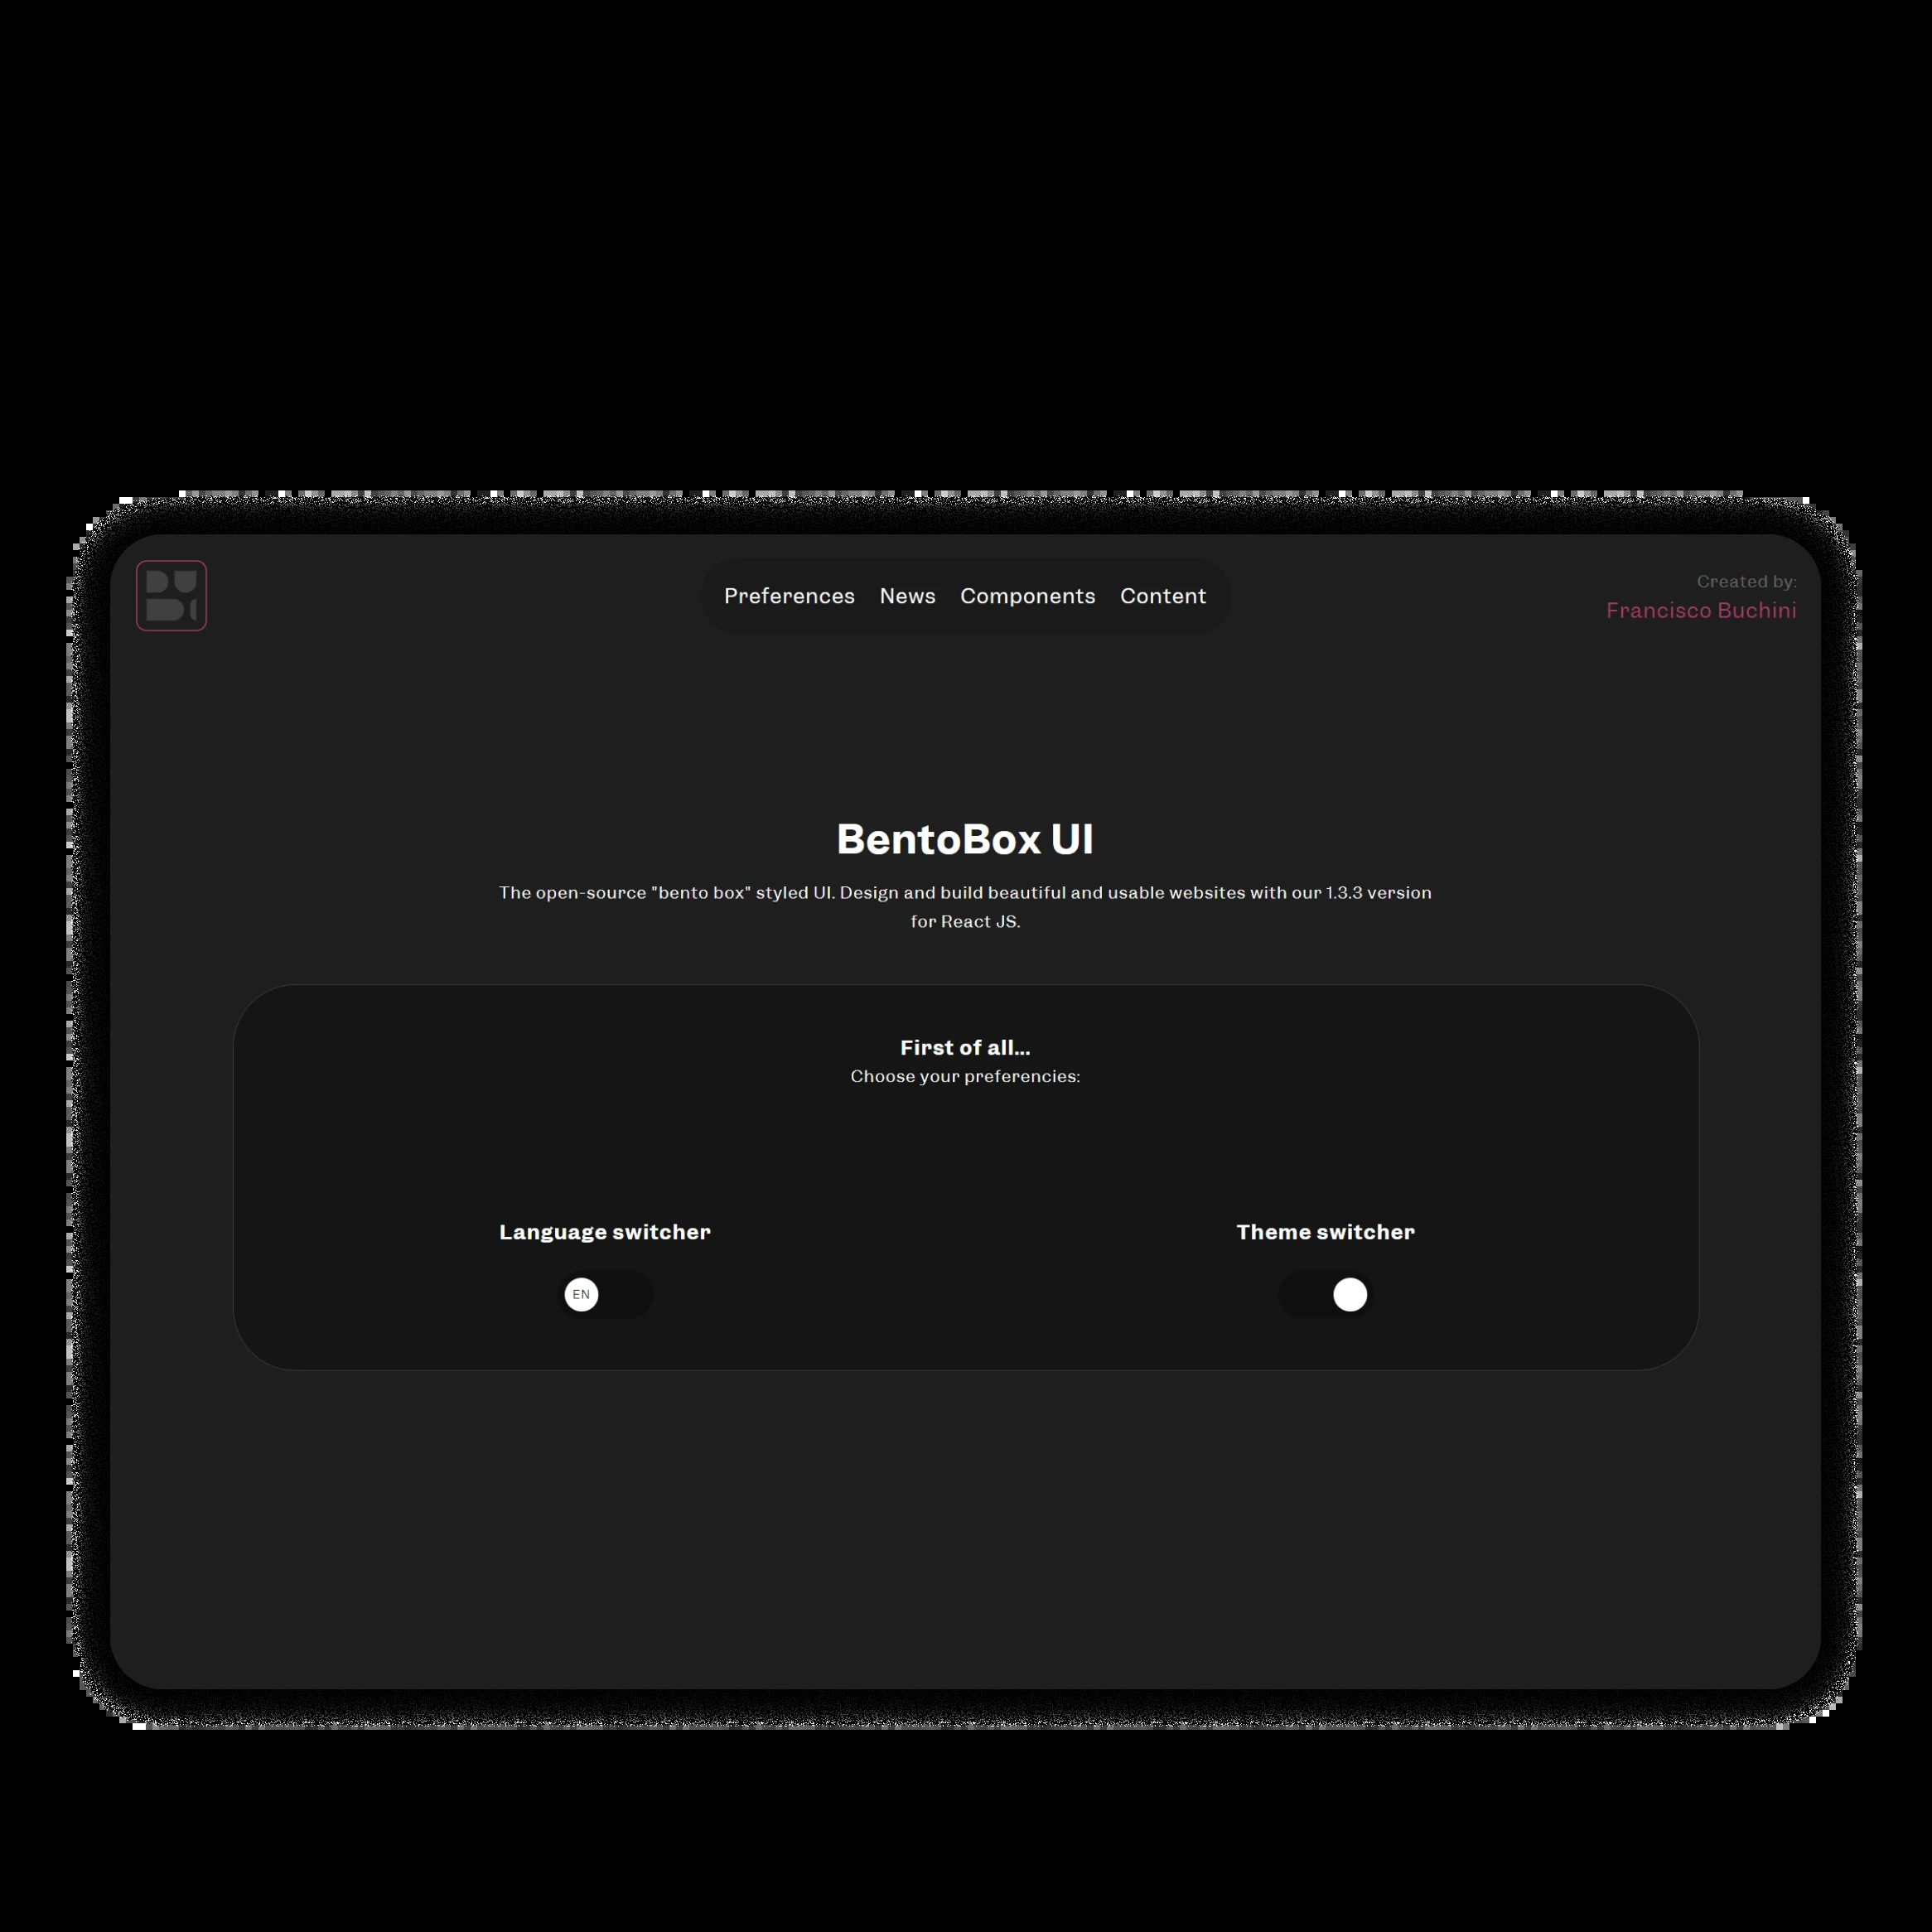 Preferences News Components Content
Created by:
Francisco Buchini
BentoBox UI
The open-source "bento box" styled UI. Design and build beautiful and usable websites with our 1.3.3 version
for React JS.
First of all...
Choose your preferencies:
Language switcher
Theme switcher
EN